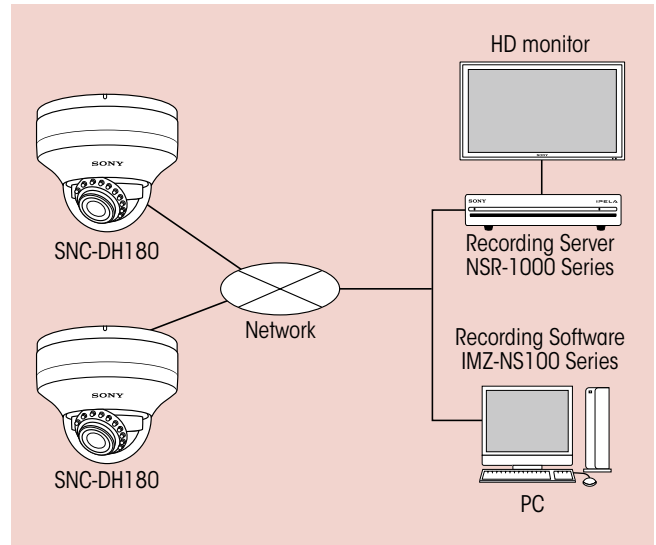 HD monitor
SONY
SONY
SNC-DH180
SONY IPELA
Recording Server
NSR-1000 Series
Network
Recording Software
IMZ-NS100 Series
SONY
SNC-DH180
PC